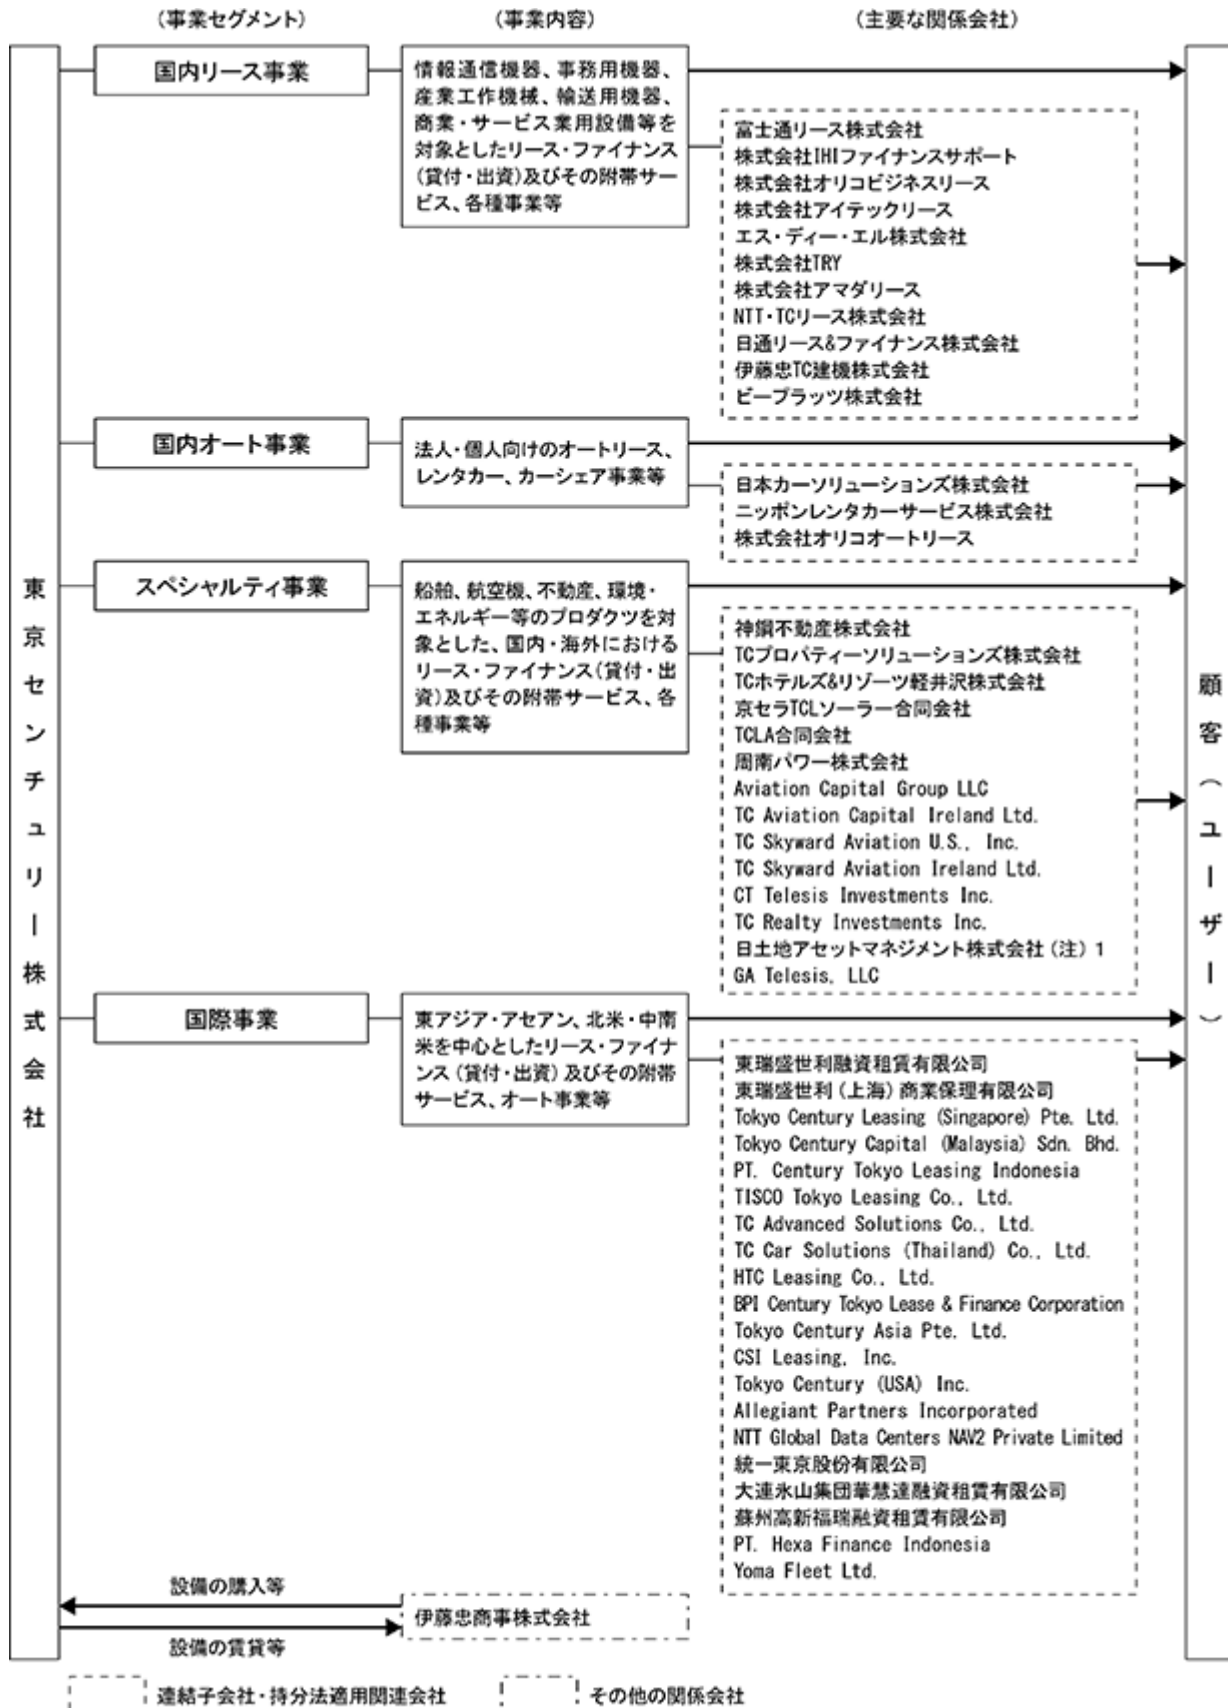 (事業セグメント)
(事業内容)
(主要な関係会社)
東京センチュリー株式会社
国内リース事業
情報通信機器、事務用機器、
産業工作機械、輸送用機器、
商業・サービス業用設備等を
対象としたリース・ファイナンス
(貸付・出資)及びその附帯サー
ビス、各種事業等
富士通リース株式会社
株式会社IHIファイナンスサポート
株式会社オリコビジネスリース
株式会社アイテックリース
エス・ディー・エル株式会社
株式会社TRY
株式会社アマダリース
NTT・TCリース株式会社
日通リース&ファイナンス株式会社
伊藤忠TC建機株式会社
ビープラッツ株式会社
国内オート事業
法人・個人向けのオートリース、
レンタカー、カーシェア事業等
日本カーソリューションズ株式会社
ニッポンレンタカーサービス株式会社
株式会社オリコオートリース
スペシャルティ事業
船舶、航空機、不動産、環境・
エネルギー等のプロダクツを対
象とした、国内・海外における
リース・ファイナンス(貸付・出
資)及びその附帯サービス、各
種事業等
神鋼不動産株式会社
TCプロパティーソリューションズ株式会社
TCホテルズ&リゾーツ軽井沢株式会社
京セラTCLソーラー合同会社
TCLA合同会社
周南パワー株式会社
Aviation Capital Group LLC
TC Aviation Capital Ireland Ltd.
TC Skyward Aviation U.S., Inc.
TC Skyward Aviation Ireland Ltd.
CT Telesis Investments Inc.
TC Realty Investments Inc.
日土地アセットマネジメント株式会社(注)1
GA Telesis, LLC
国際事業
東アジア・アセアン、北米・中南
米を中心としたリース・ファイナ
ンス(貸付・出資)及びその附帯
サービス、オート事業等
東瑞盛世利融資租賃有限公司
東瑞盛世利(上海)商業保理有限公司
Tokyo Century Leasing (Singapore) Pte. Ltd.
Tokyo Century Capital (Malaysia) Sdn. Bhd.
PT. Century Tokyo Leasing Indonesia
TISCO Tokyo Leasing Co., Ltd.
TC Advanced Solutions Co., Ltd.
TC Car Solutions (Thailand) Co., Ltd.
HTC Leasing Co., Ltd.
BPI Century Tokyo Lease & Finance Corporation
Tokyo Century Asia Pte. Ltd.
CSI Leasing, Inc.
Tokyo Century (USA) Inc.
Allegiant Partners Incorporated
NTT Global Data Centers NAV2 Private Limited
統一東京股份有限公司
大連氷山集団華慧達融資租賃有限公司
蘇州高新福瑞融資租賃有限公司
PT. Hexa Finance Indonesia
Yoma Fleet Ltd.
顧客(ユーザー)
設備の購入等
伊藤忠商事株式会社
設備の賃貸等
連結子会社・持分法適用関連会社
その他の関係会社